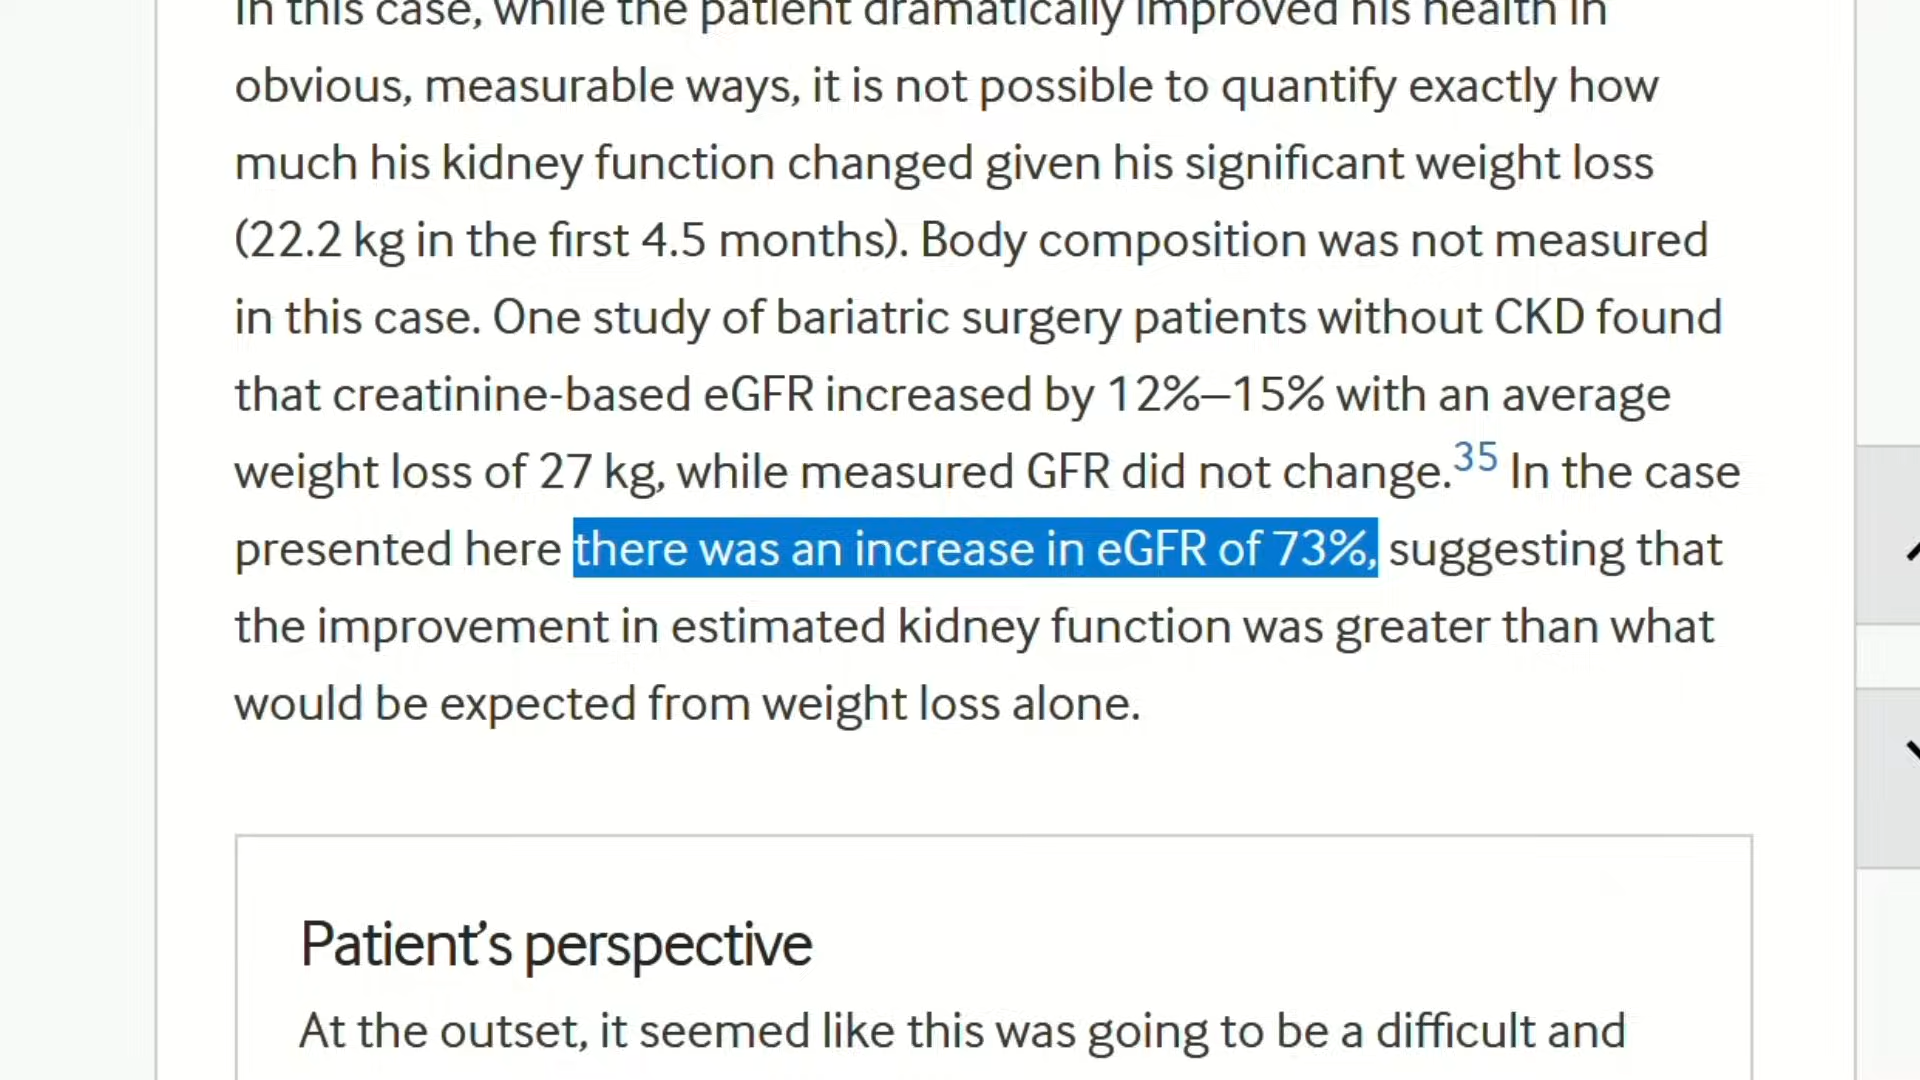 In this case, while the patient dramatically improved his health in
obvious, measurable ways, it is not possible to quantify exactly how
much his kidney function changed given his significant weight loss
(22.2 kg in the first 4.5 months). Body composition was not measured
in this case. One study of bariatric surgery patients without CKD found
that creatinine-based eGFR increased by 12%–15% with an average
weight loss of 27 kg, while measured GFR did not change.35 In the case
presented here there was an increase in eGFR of 73%, suggesting that
the improvement in estimated kidney function was greater than what
would be expected from weight loss alone.
Patient's perspective
At the outset, it seemed like this was going to be a difficult and